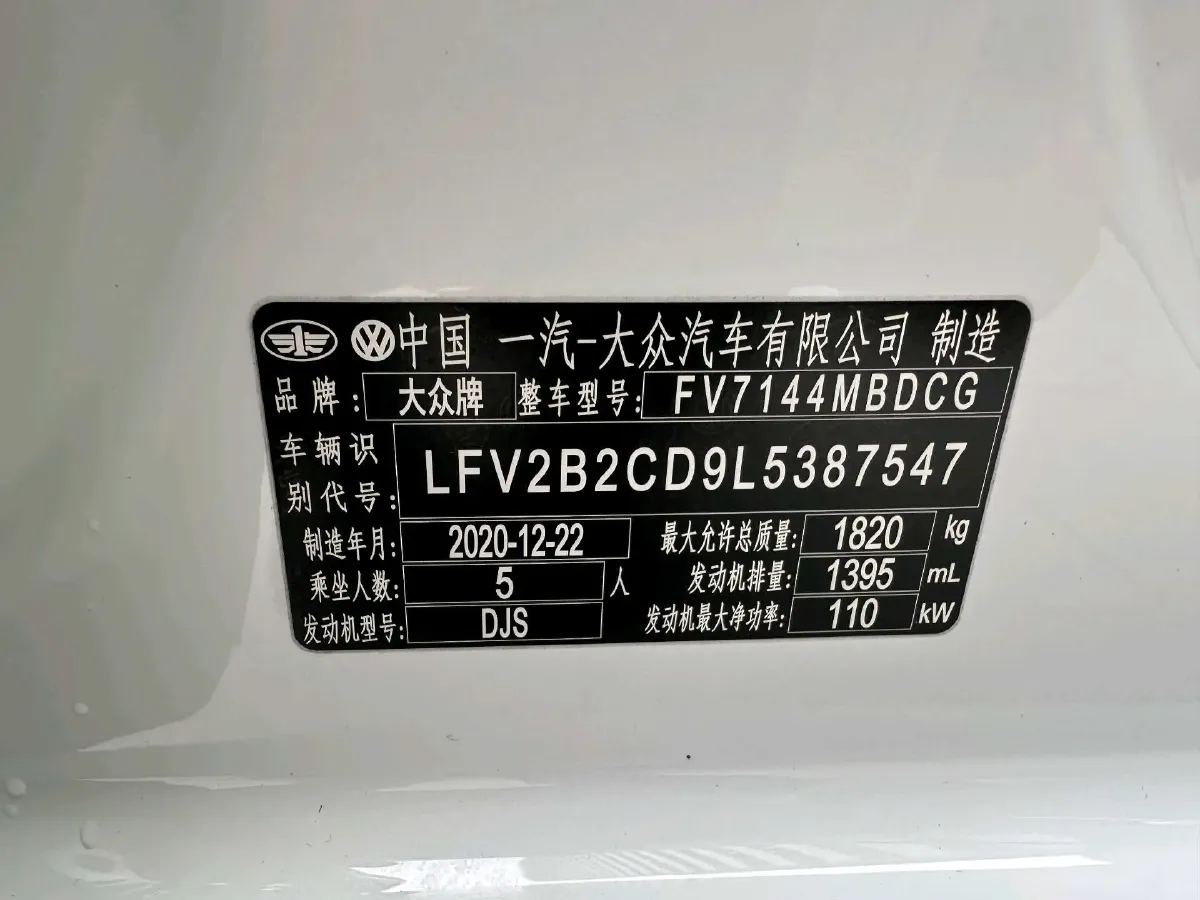 中国 一汽-大众汽车有限公司 制造
品牌: 大众牌 整车型号: FV7144MBDCG
车辆识别代号: LFV2B2CD9L5387547
制造年月: 2020-12-22 最大允许总质量: 1820 kg
乘坐人数: 5 人 发动机排量: 1395 mL
发动机型号: DJS 发动机最大净功率: 110 kW